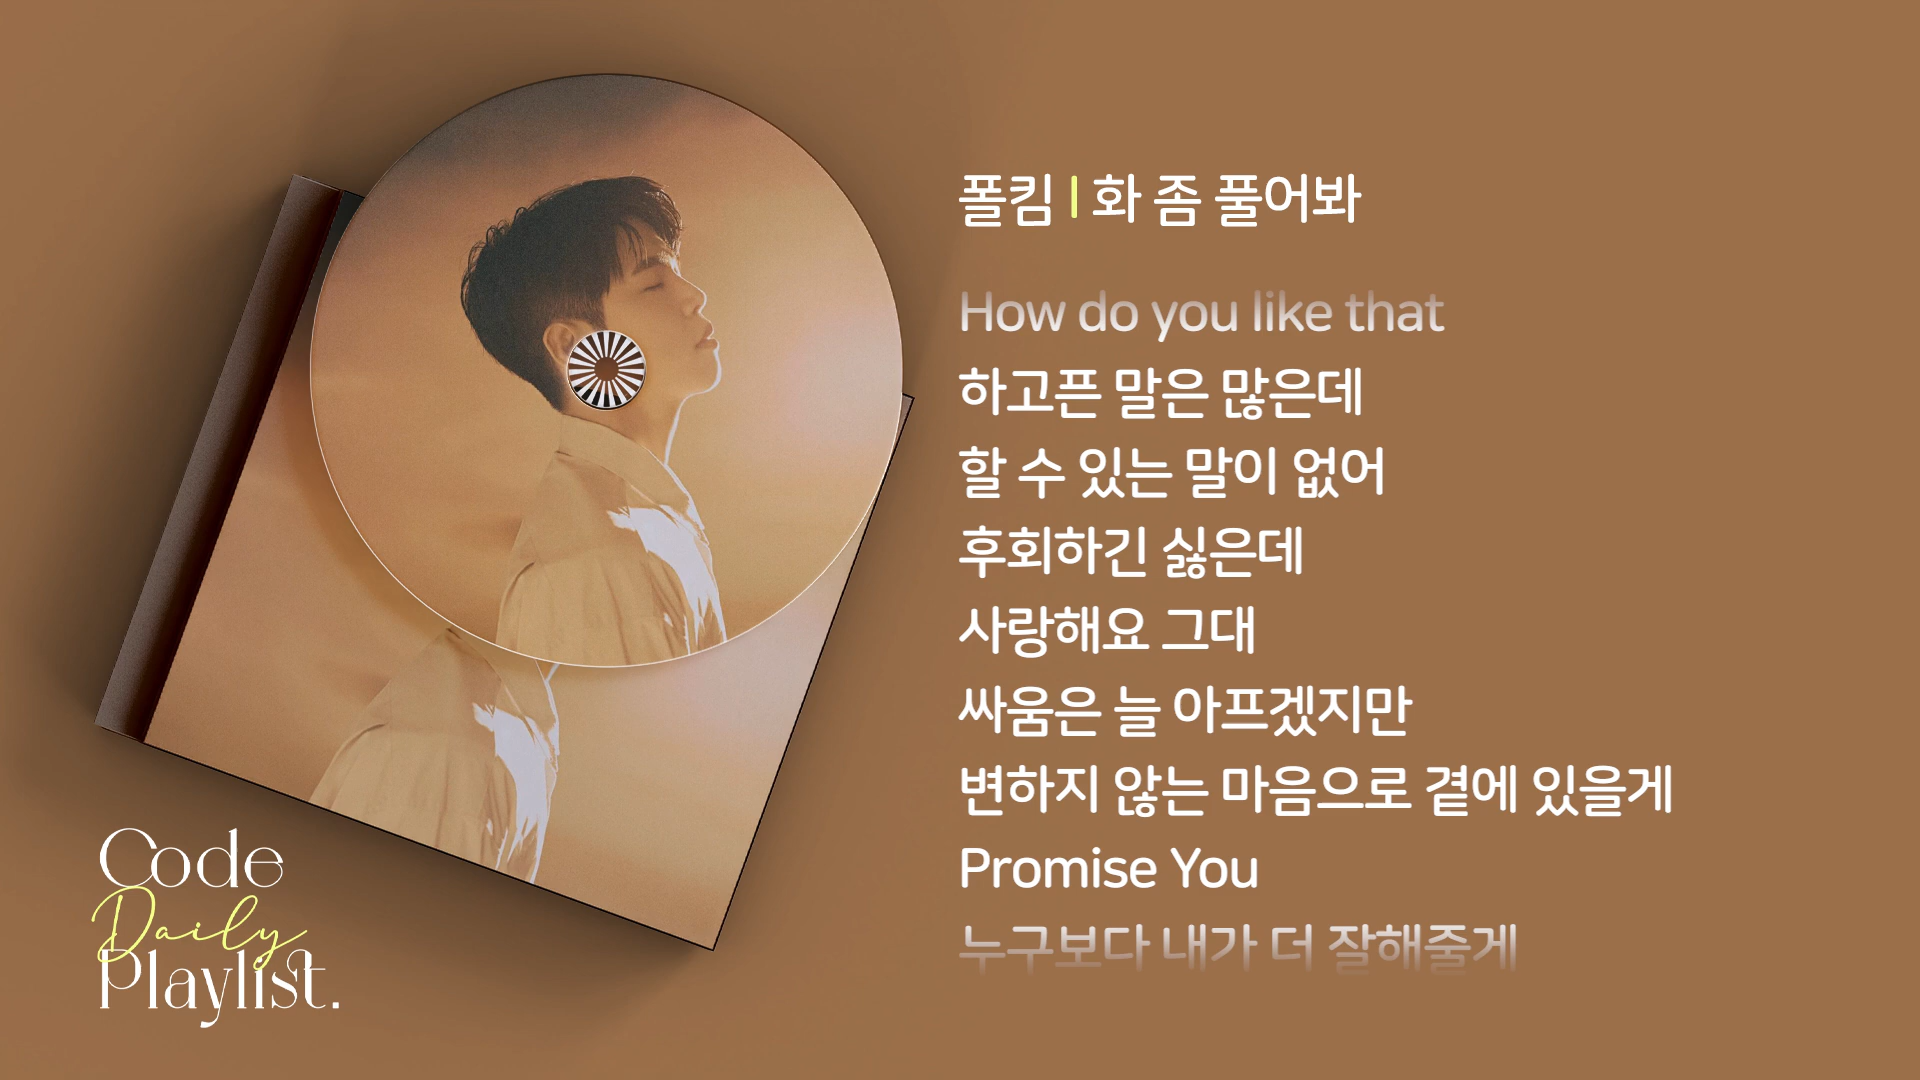 폴킴 | 화 좀 풀어봐
How do you like that
하고픈 말은 많은데
할 수 있는 말이 없어
후회하긴 싫은데
사랑해요 그대
싸움은 늘 아프겠지만
변하지 않는 마음으로 곁에 있을게
Promise You
누구보다 내가 더 잘해줄게
Code
Daily
Playlist.